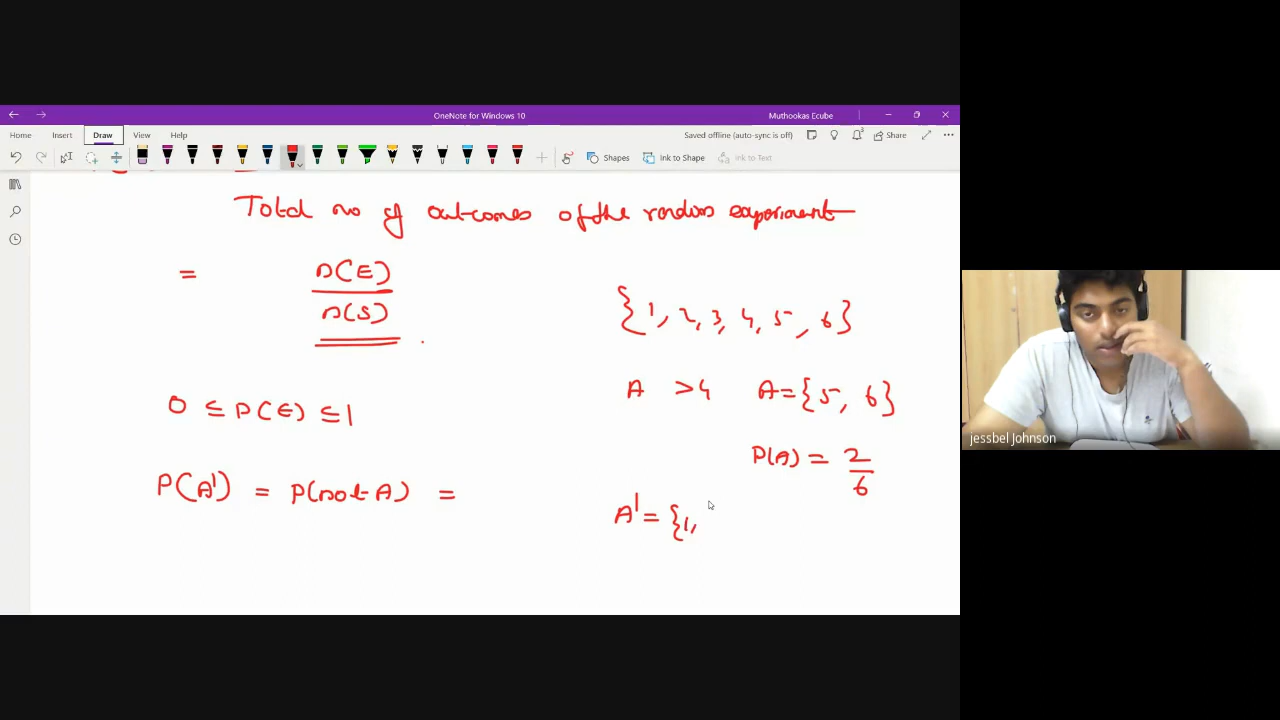 OneNote for Windows 10
Muthookas Ecube
Home Insert Draw View Help
Saved offline (auto-sync is off)
Share
Shapes
Ink to Shape
Ink to Text
Total no of outcomes of the random experiment
= n(E)
n(S)
{1, 2, 3, 4, 5, 6}
A >4 A={5, 6}
0 ≤ P(E) ≤ 1
P(A) = 2
6
P(A') = P(not A) =
A' = {1,
jessbel Johnson